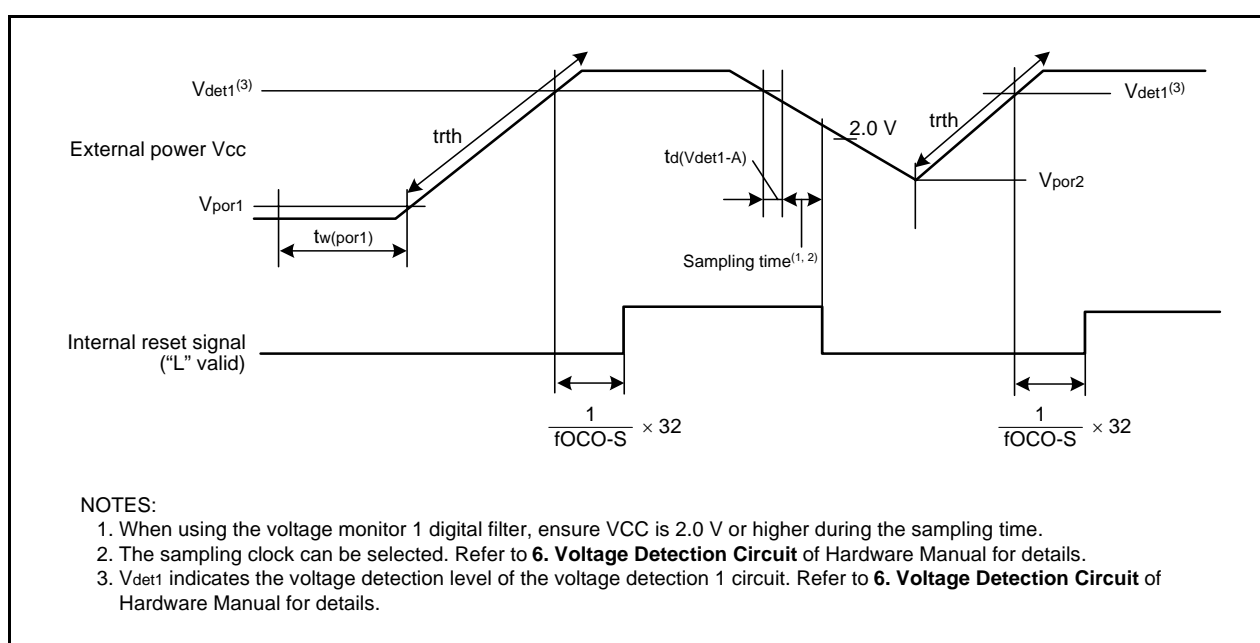 Vdet1(3)
Vdet1(3)
trth
trth
2.0 V
External power Vcc
td(Vdet1-A)
Vpor2
Vpor1
tw(por1)
Sampling time(1, 2)
Internal reset signal
(“L” valid)
1
fOCO-S × 32
1
fOCO-S × 32
NOTES:
1. When using the voltage monitor 1 digital filter, ensure VCC is 2.0 V or higher during the sampling time.
2. The sampling clock can be selected. Refer to 6. Voltage Detection Circuit of Hardware Manual for details.
3. Vdet1 indicates the voltage detection level of the voltage detection 1 circuit. Refer to 6. Voltage Detection Circuit of
Hardware Manual for details.